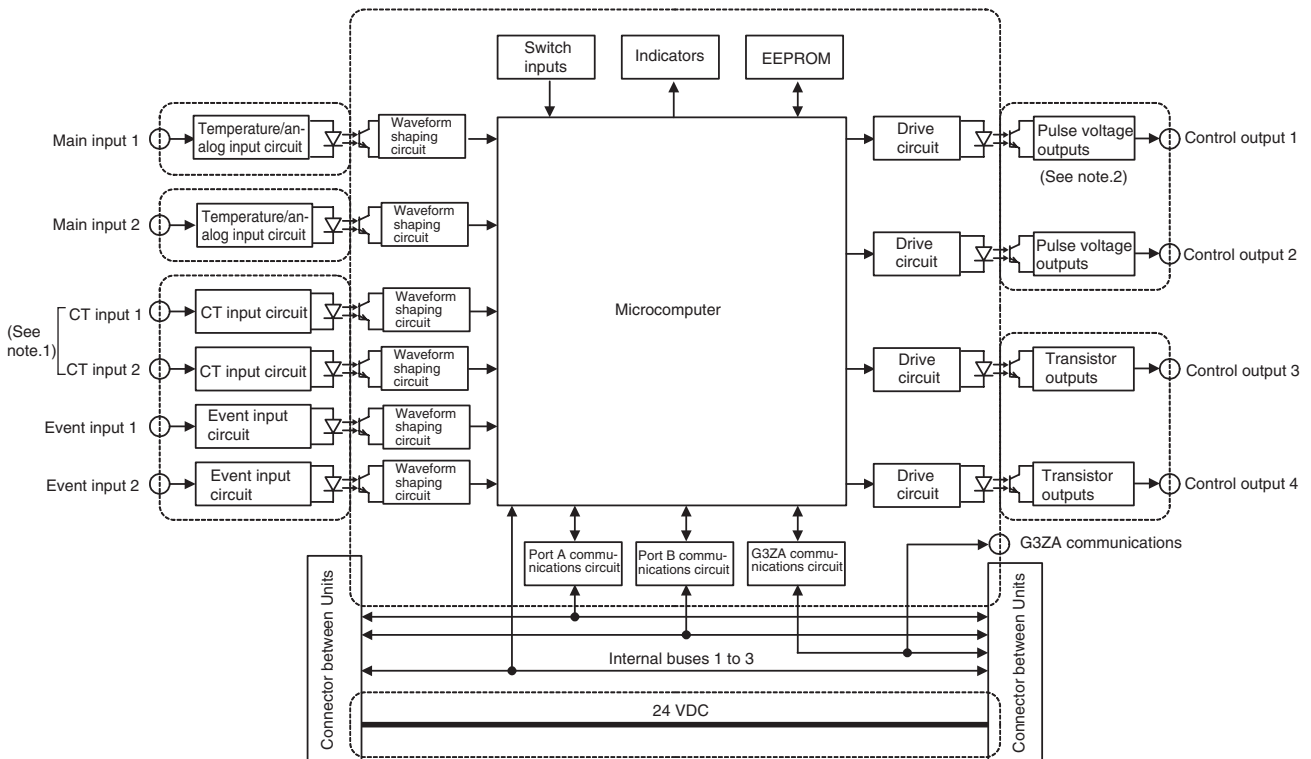 Switch
inputs
Indicators
EEPROM
Main input 1
Temperature/an-
alog input circuit
Waveform
shaping
circuit
Drive
circuit
Pulse voltage
outputs
(See note.2)
Control output 1
Main input 2
Temperature/an-
alog input circuit
Waveform
shaping
circuit
Drive
circuit
Pulse voltage
outputs
Control output 2
(See
note.1)
CT input 1
CT input circuit
Waveform
shaping
circuit
Microcomputer
CT input 2
CT input circuit
Waveform
shaping
circuit
Drive
circuit
Transistor
outputs
Control output 3
Event input 1
Event input
circuit
Waveform
shaping
circuit
Event input 2
Event input
circuit
Waveform
shaping
circuit
Drive
circuit
Transistor
outputs
Control output 4
Port A commu-
nications circuit
Port B commu-
nications circuit
G3ZA commu-
nications circuit
G3ZA communications
Connector between Units
Internal buses 1 to 3
24 VDC
Connector between Units